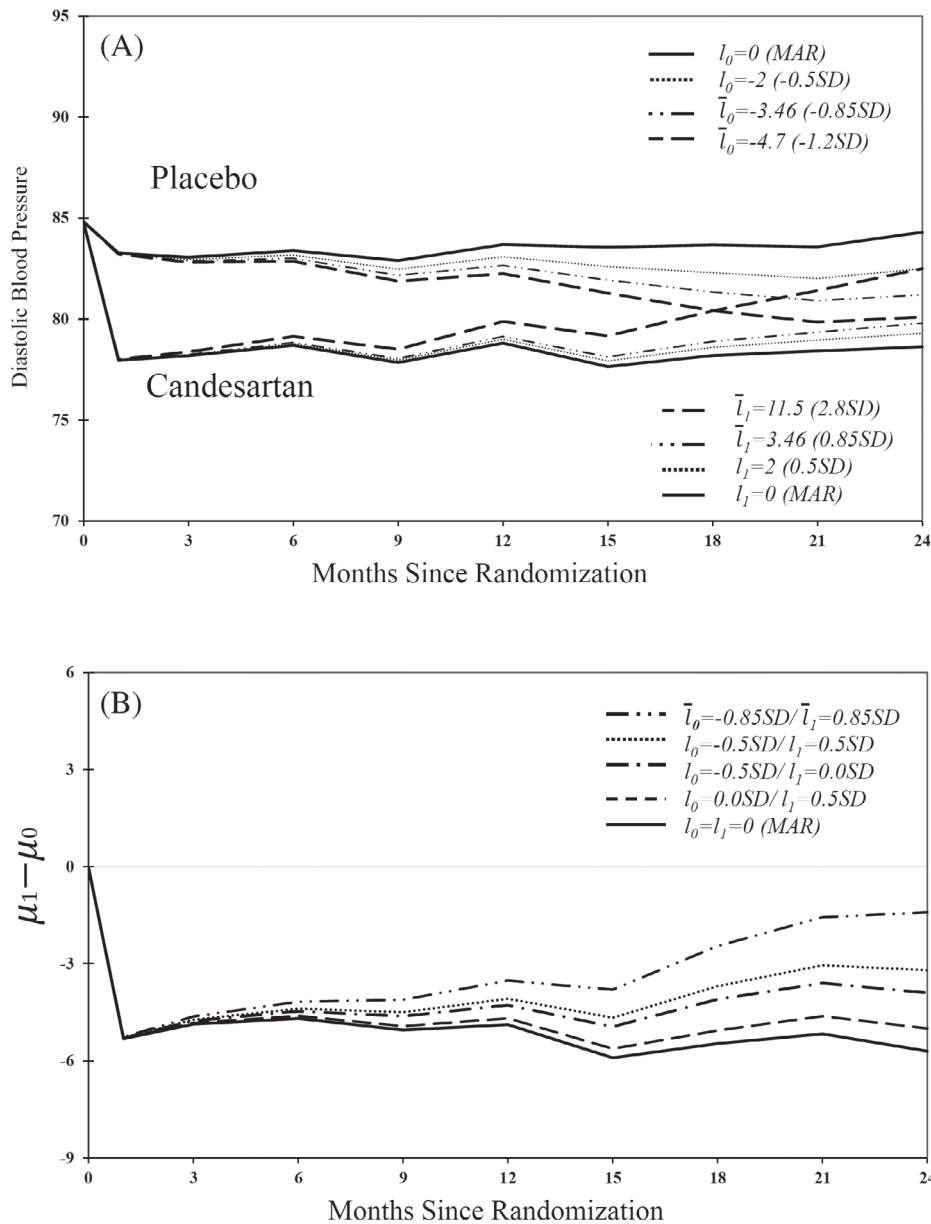 (A)
95
90
85
80
75
70
Diastolic Blood Pressure
l₀=0 (MAR)
l₀=-2 (-0.5SD)
l̅₀=-3.46 (-0.85SD)
l̅₀=-4.7 (-1.2SD)
Placebo
Candesartan
l̅₁=11.5 (2.8SD)
l̅₁=3.46 (0.85SD)
l₁=2 (0.5SD)
l₁=0 (MAR)
0 3 6 9 12 15 18 21 24
Months Since Randomization
(B)
6
3
0
-3
-6
-9
μ₁—μ₀
l̅₀=-0.85SD/ l̅₁=0.85SD
l₀=-0.5SD/ l₁=0.5SD
l₀=-0.5SD/ l₁=0.0SD
l₀=0.0SD/ l₁=0.5SD
l₀=l₁=0 (MAR)
0 3 6 9 12 15 18 21 24
Months Since Randomization